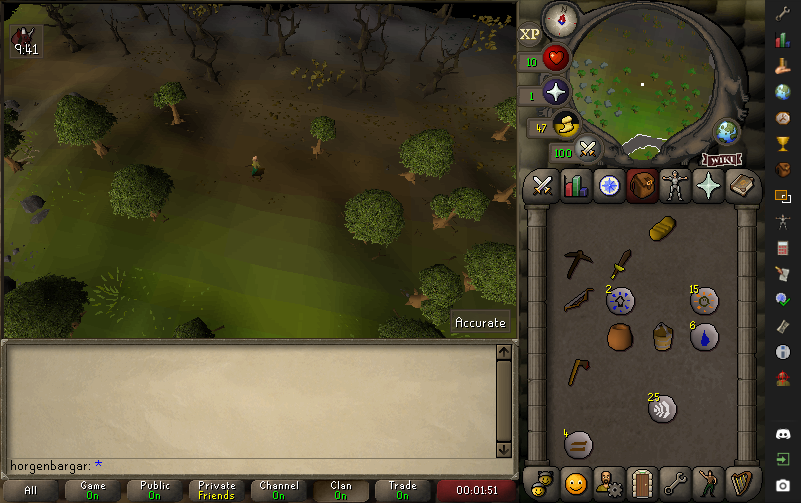 9:41
XP
10
1
47
100
WIKI
Accurate
2
15
6
25
4
horgenbargar: *
All
Game
On
Public
On
Private
Friends
Channel
On
Clan
On
Trade
On
00:01:51